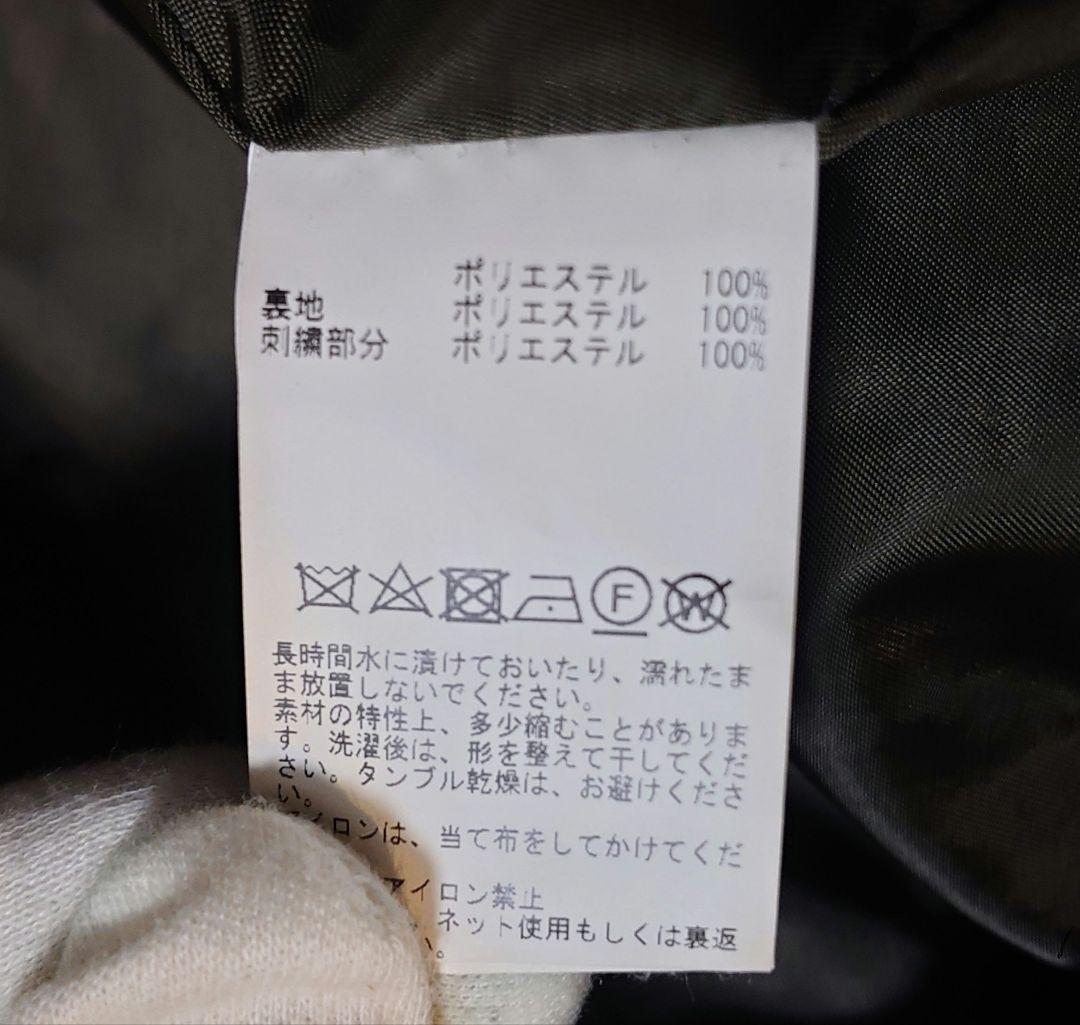 ポリエステル 100%
裏地 ポリエステル 100%
刺繍部分 ポリエステル 100%
F W
長時間水に漬けておいたり、濡れたま
ま放置しないでください。
素材の特性上、多少縮むことがありま
す。洗濯後は、形を整えて干してくだ
さい。タンブル乾燥は、お避けくださ
い。
アイロンは、当て布をしてかけてくだ
アイロン禁止
ネット使用もしくは裏返
い。